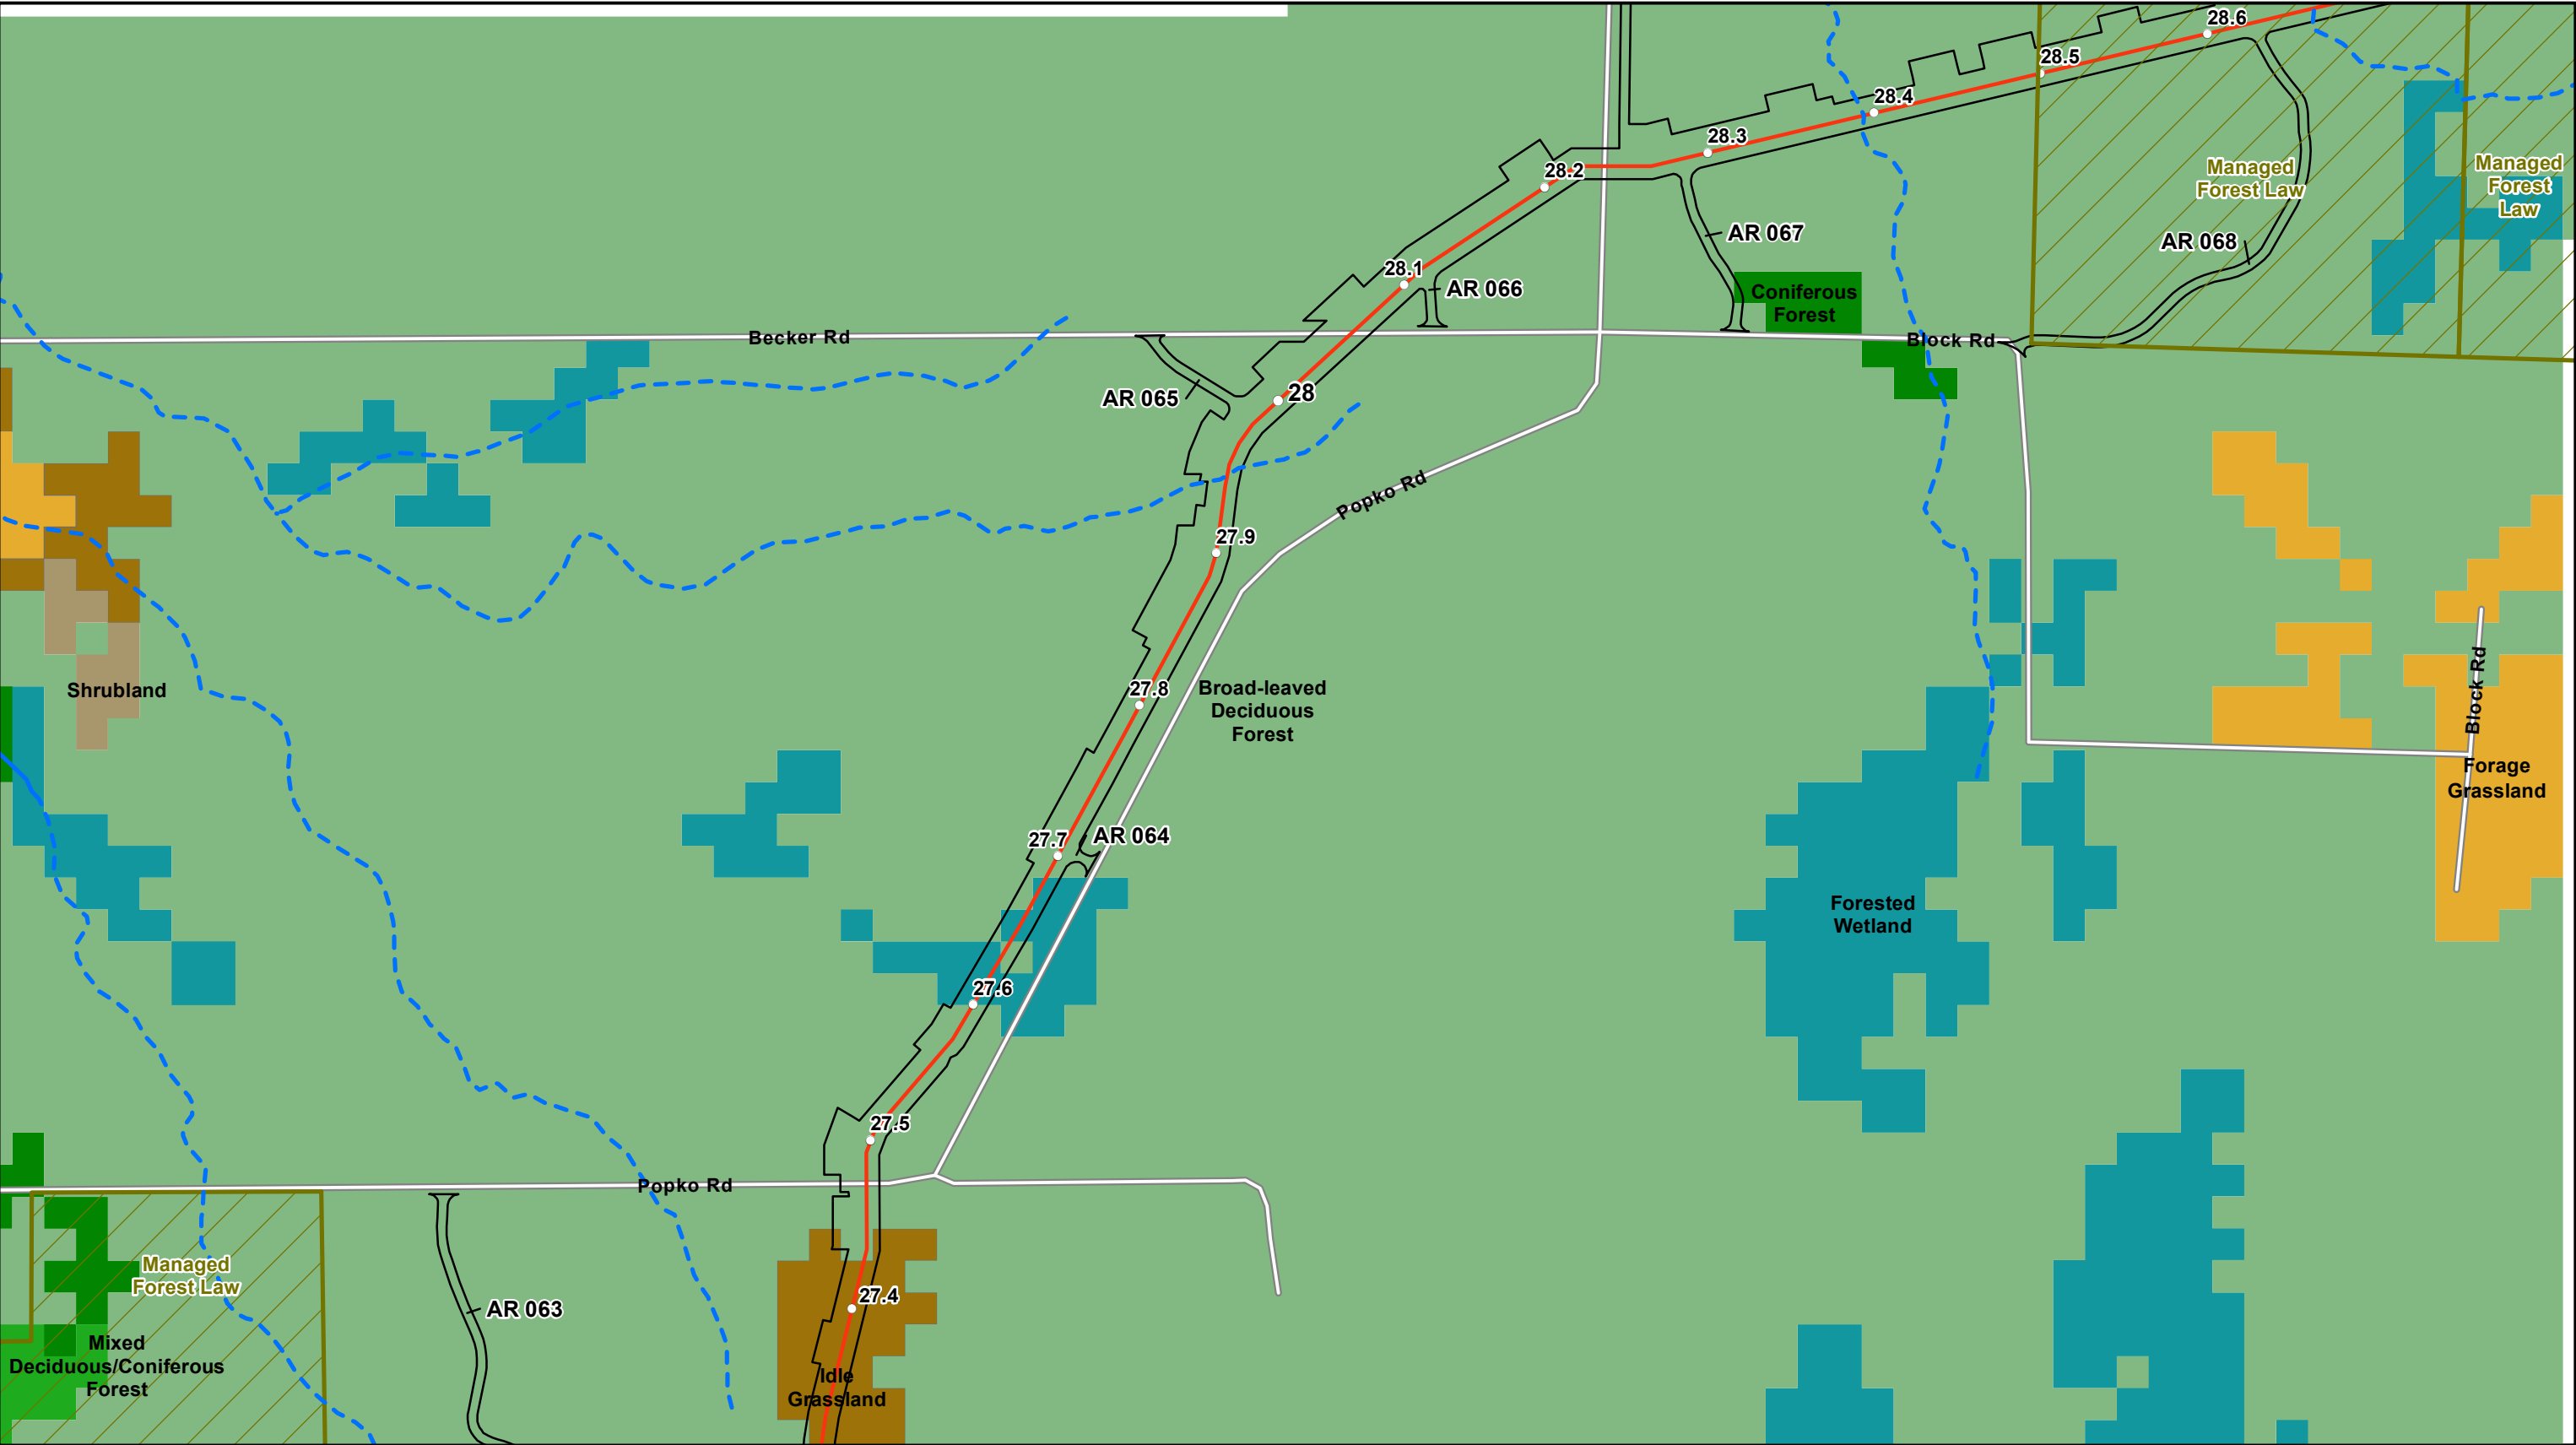 28.6
28.5
28.4
28.3
28.2
28.1
28
27.9
27.8
27.7
27.6
27.5
27.4
Managed
Forest Law
Managed
Forest
Law
AR 068
AR 067
AR 066
AR 065
AR 064
AR 063
Coniferous
Forest
Becker Rd
Block Rd
Popko Rd
Shrubland
Broad-leaved
Deciduous
Forest
Block Rd
Forage
Grassland
Forested
Wetland
Popko Rd
Managed
Forest Law
Mixed
Deciduous/Coniferous
Forest
Idle
Grassland